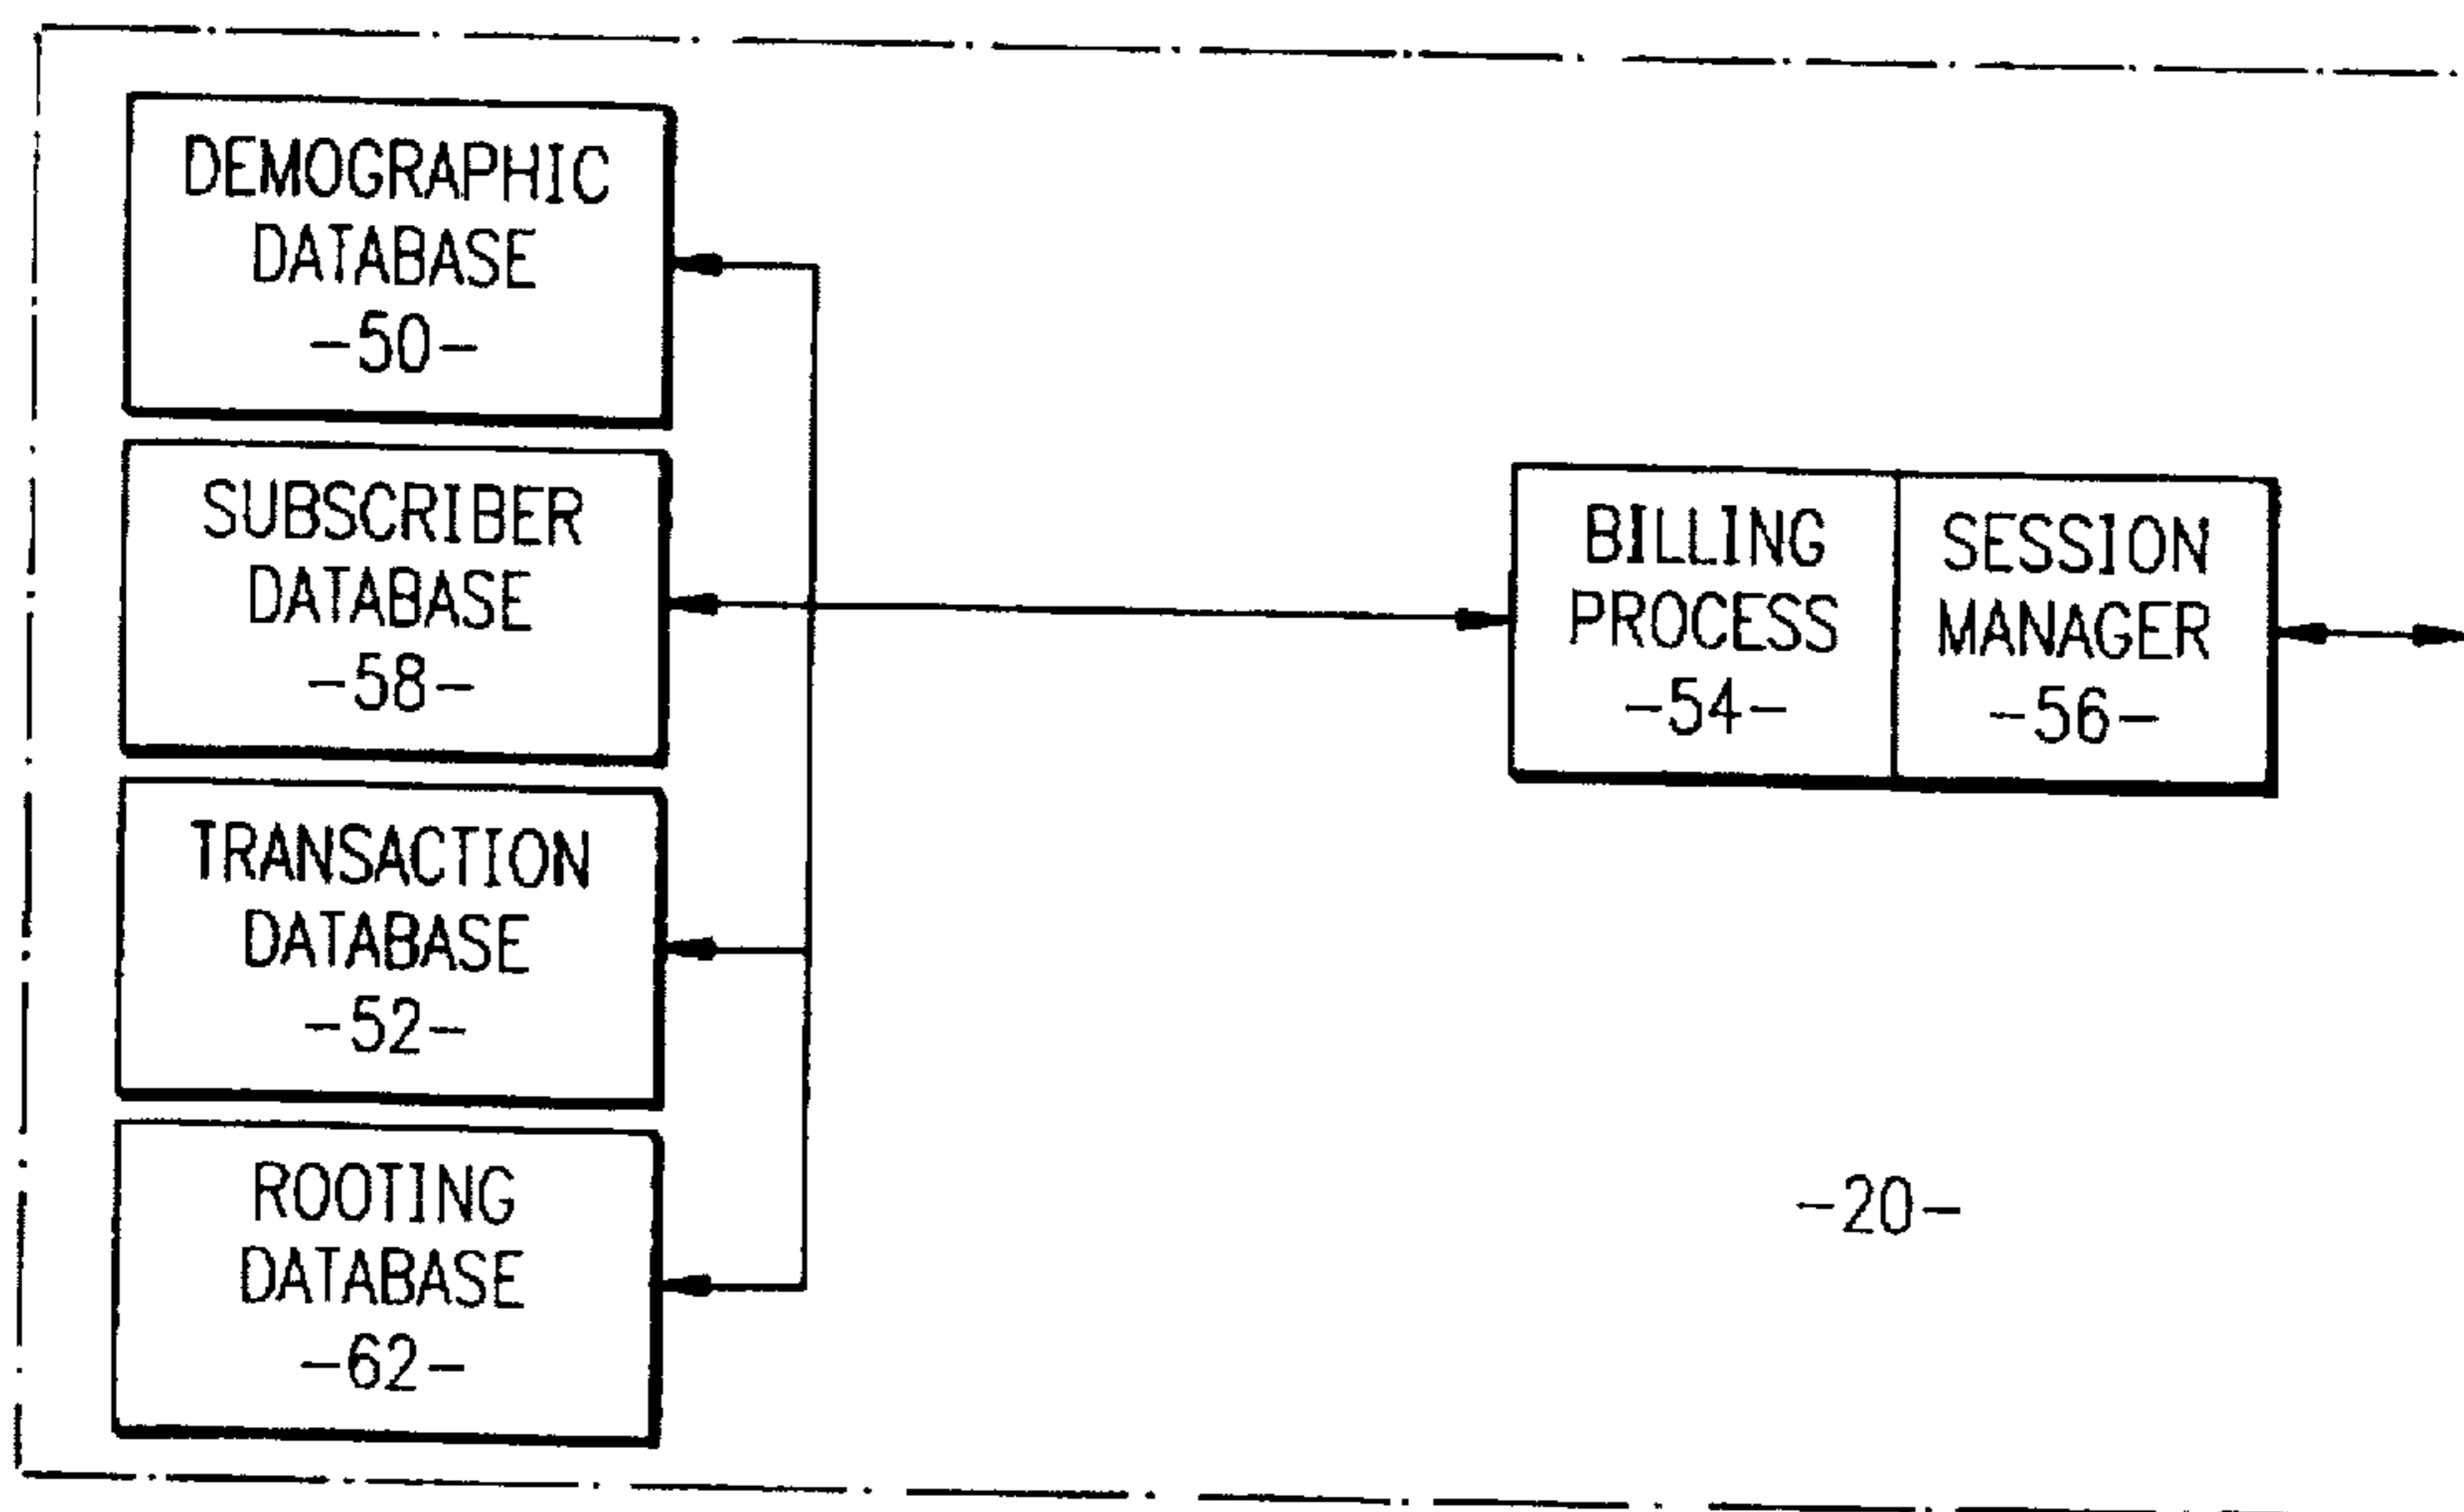 DEMOGRAPHIC
DATABASE
-50-
SUBSCRIBER
DATABASE
-58-
TRANSACTION
DATABASE
-52-
ROOTING
DATABASE
-62-
BILLING
PROCESS
-54-
SESSION
MANAGER
-56-
-20-